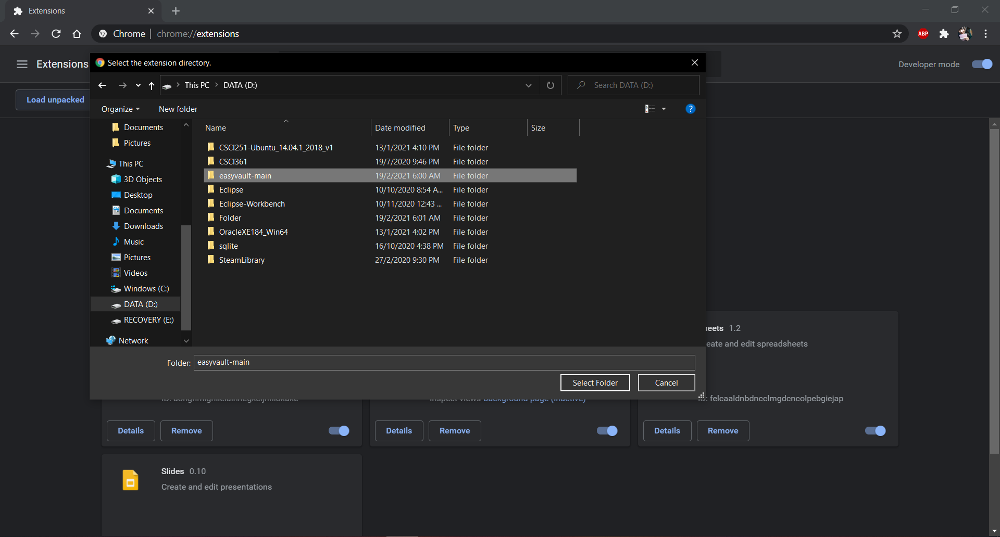 Extensions
Chrome | chrome://extensions
ABP
Extensions
Developer mode
Load unpacked
Select the extension directory.
This PC > DATA (D:)
Search DATA (D:)
Organize
New folder
?
Documents
Pictures
This PC
3D Objects
Desktop
Documents
Downloads
Music
Pictures
Videos
Windows (C:)
DATA (D:)
RECOVERY (E:)
Network
Name Date modified Type Size
CSCI251-Ubuntu_14.04.1_2018_v1 13/1/2021 4:10 PM File folder
CSCI361 19/7/2020 9:46 PM File folder
easyvault-main 19/2/2021 6:00 AM File folder
Eclipse 10/10/2020 8:54 A... File folder
Eclipse-Workbench 10/11/2020 12:43 ... File folder
Folder 19/2/2021 6:01 AM File folder
OracleXE184_Win64 13/1/2021 4:02 PM File folder
sqlite 16/10/2020 4:38 PM File folder
SteamLibrary 27/2/2020 9:30 PM File folder
Folder: easyvault-main
Select Folder
Cancel
eets 1.2
eate and edit spreadsheets
Inspect views background page (inactive)
ID: felcaaldnbdncclmgdcncolpebgiejap
Details
Remove
Details
Remove
Details
Remove
Slides 0.10
Create and edit presentations